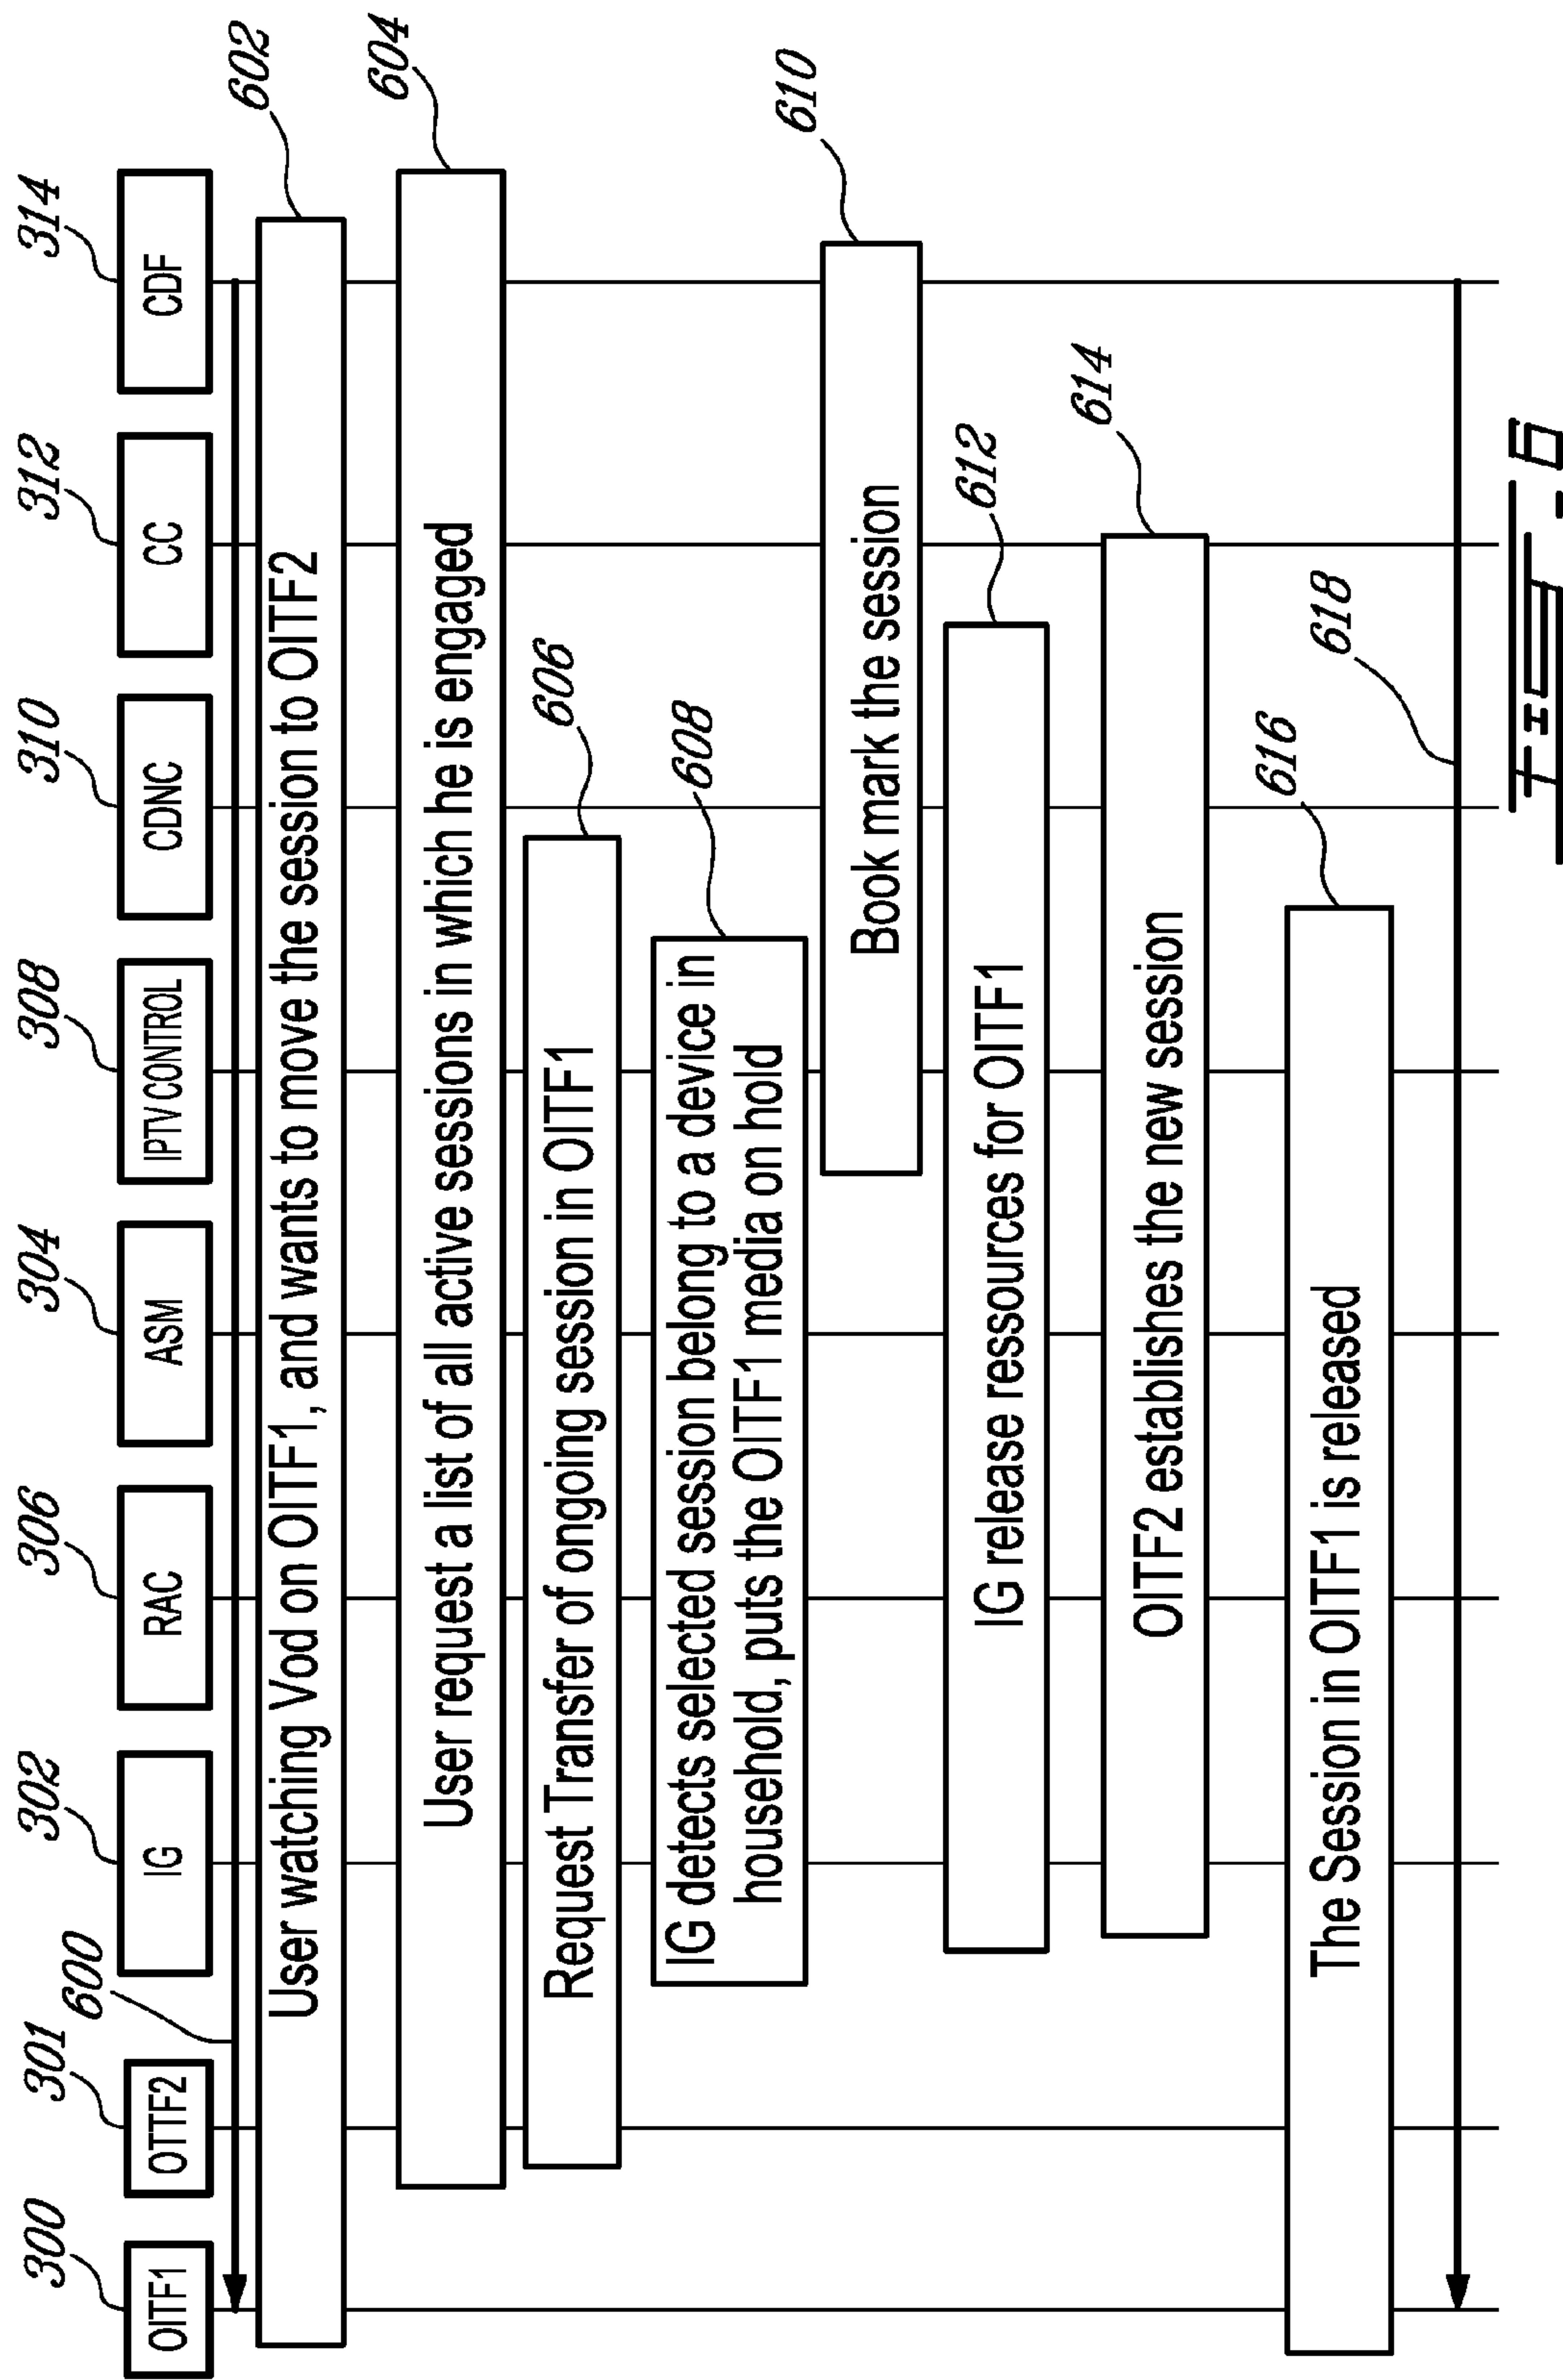 300
301
302
306
304
308
310
312
314
OITF1
OTTF2
IG
RAC
ASM
IPTV CONTROL
CDNC
CC
CDF
600
User watching Vod on OITF1, and wants to move the session to OITF2
602
User request a list of all active sessions in which he is engaged
604
Request Transfer of ongoing session in OITF1
606
IG detects selected session belong to a device in
household, puts the OITF1 media on hold
608
Book mark the session
610
IG release ressources for OITF1
612
OITF2 establishes the new session
614
The Session in OITF1 is released
616
618
FIG - 6